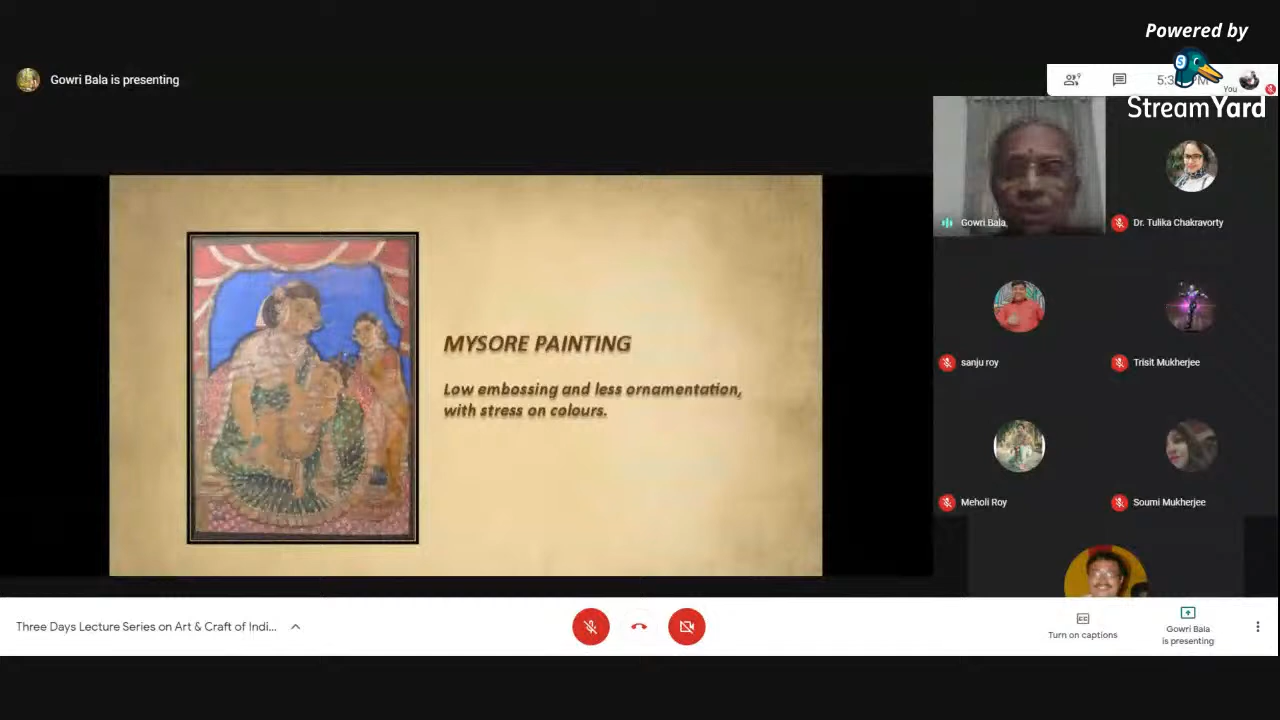 Powered by
StreamYard
Gowri Bala is presenting
You
MYSORE PAINTING
Low embossing and less ornamentation,
with stress on colours.
Gowri Bala
Dr. Tulika Chakravorty
sanju roy
Trisit Mukherjee
Meholi Roy
Soumi Mukherjee
Three Days Lecture Series on Art & Craft of Indi...
Turn on captions
Gowri Bala
is presenting